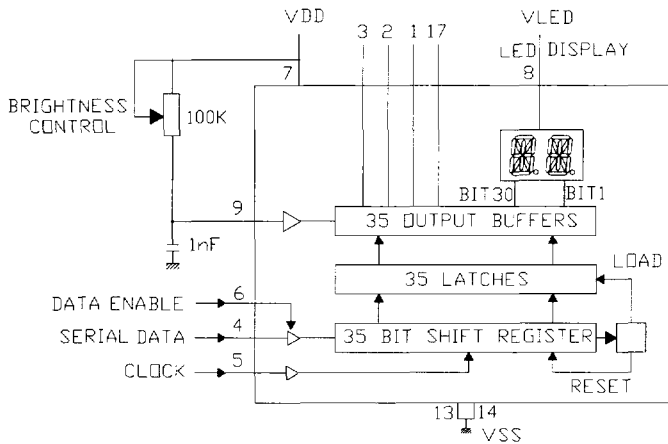 VDD
VLED
3 2 1 17
LED DISPLAY
7
8
BRIGHTNESS
CONTROL
100K
BIT30
BIT1
9
35 OUTPUT BUFFERS
1nF
LOAD
35 LATCHES
DATA ENABLE
6
SERIAL DATA
4
35 BIT SHIFT REGISTER
CLOCK
5
RESET
13 14
VSS